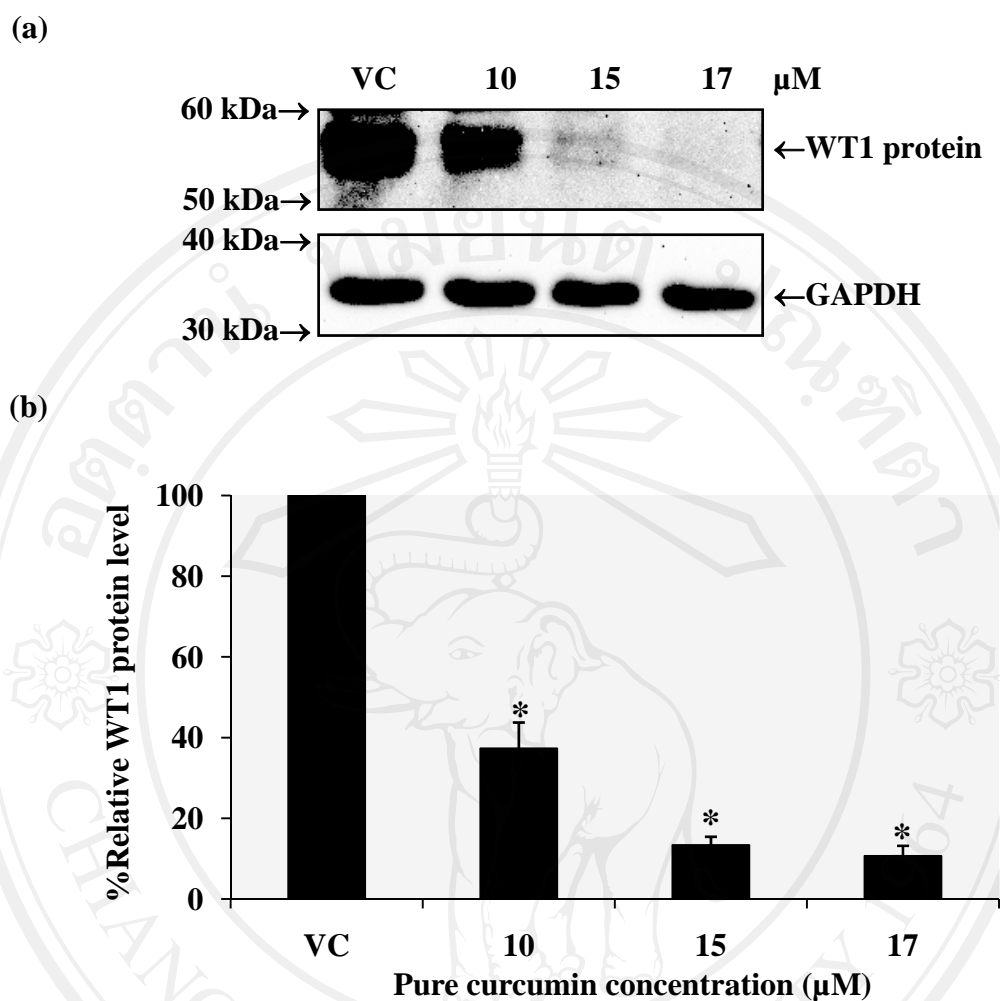 (a)
VC 10 15 17 µM
60 kDa→
←WT1 protein
50 kDa→
40 kDa→
←GAPDH
30 kDa→
(b)
%Relative WT1 protein level
100
80
60
40
20
0
*
*
*
VC 10 15 17
Pure curcumin concentration (µM)